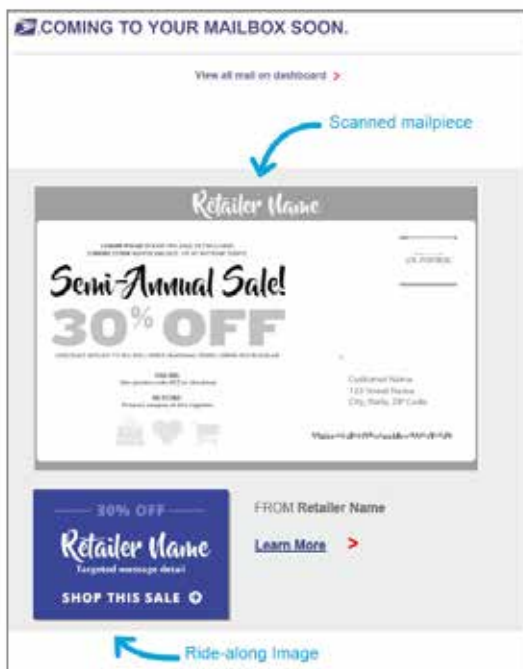 COMING TO YOUR MAILBOX SOON.
View all mail on dashboard >
Scanned mailpiece
Retailer Name
Semi-Annual Sale!
30% OFF
Customer Name
123 Street Name
City, State, ZIP Code
30% OFF
Retailer Name
Targeted message detail
SHOP THIS SALE
FROM Retailer Name
Learn More >
Ride-along Image